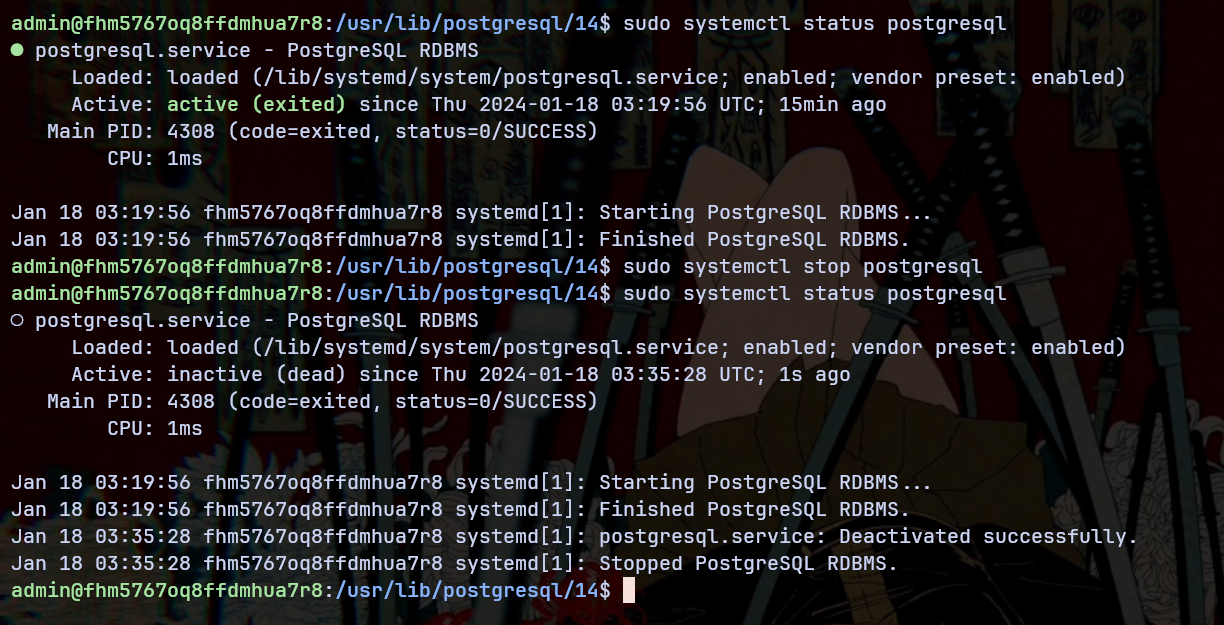 admin@fhm5767oq8ffdmhua7r8:/usr/lib/postgresql/14$ sudo systemctl status postgresql
● postgresql.service - PostgreSQL RDBMS
     Loaded: loaded (/lib/systemd/system/postgresql.service; enabled; vendor preset: enabled)
     Active: active (exited) since Thu 2024-01-18 03:19:56 UTC; 15min ago
   Main PID: 4308 (code=exited, status=0/SUCCESS)
        CPU: 1ms

Jan 18 03:19:56 fhm5767oq8ffdmhua7r8 systemd[1]: Starting PostgreSQL RDBMS...
Jan 18 03:19:56 fhm5767oq8ffdmhua7r8 systemd[1]: Finished PostgreSQL RDBMS.
admin@fhm5767oq8ffdmhua7r8:/usr/lib/postgresql/14$ sudo systemctl stop postgresql
admin@fhm5767oq8ffdmhua7r8:/usr/lib/postgresql/14$ sudo systemctl status postgresql
○ postgresql.service - PostgreSQL RDBMS
     Loaded: loaded (/lib/systemd/system/postgresql.service; enabled; vendor preset: enabled)
     Active: inactive (dead) since Thu 2024-01-18 03:35:28 UTC; 1s ago
   Main PID: 4308 (code=exited, status=0/SUCCESS)
        CPU: 1ms

Jan 18 03:19:56 fhm5767oq8ffdmhua7r8 systemd[1]: Starting PostgreSQL RDBMS...
Jan 18 03:19:56 fhm5767oq8ffdmhua7r8 systemd[1]: Finished PostgreSQL RDBMS.
Jan 18 03:35:28 fhm5767oq8ffdmhua7r8 systemd[1]: postgresql.service: Deactivated successfully.
Jan 18 03:35:28 fhm5767oq8ffdmhua7r8 systemd[1]: Stopped PostgreSQL RDBMS.
admin@fhm5767oq8ffdmhua7r8:/usr/lib/postgresql/14$